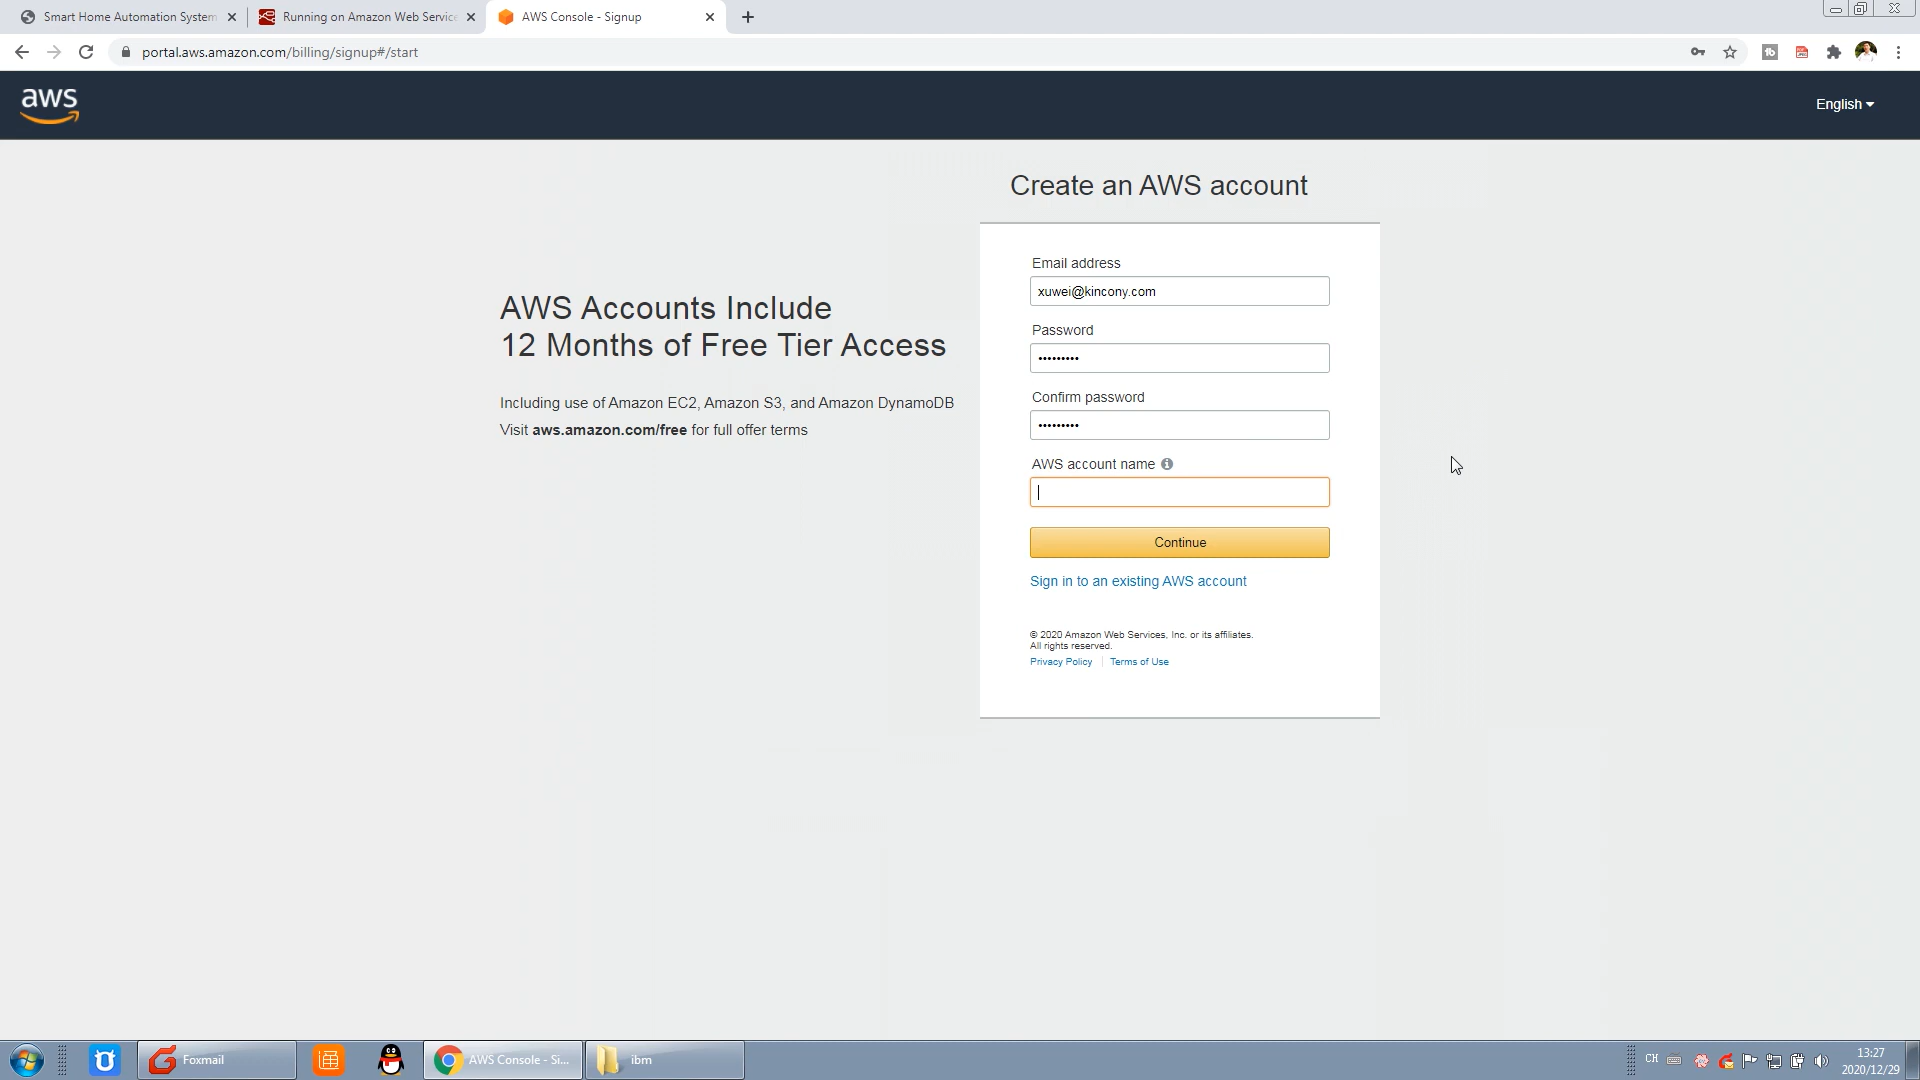 Smart Home Automation System
Running on Amazon Web Service
AWS Console - Signup
portal.aws.amazon.com/billing/signup#/start
aws
English
Create an AWS account
Email address
xuwei@kincony.com
AWS Accounts Include
12 Months of Free Tier Access
Password
•••••••••
Including use of Amazon EC2, Amazon S3, and Amazon DynamoDB
Visit aws.amazon.com/free for full offer terms
Confirm password
•••••••••
AWS account name
Continue
Sign in to an existing AWS account
© 2020 Amazon Web Services, Inc. or its affiliates.
All rights reserved.
Privacy Policy
Terms of Use
Foxmail
AWS Console - Si...
ibm
CH
13:27
2020/12/29